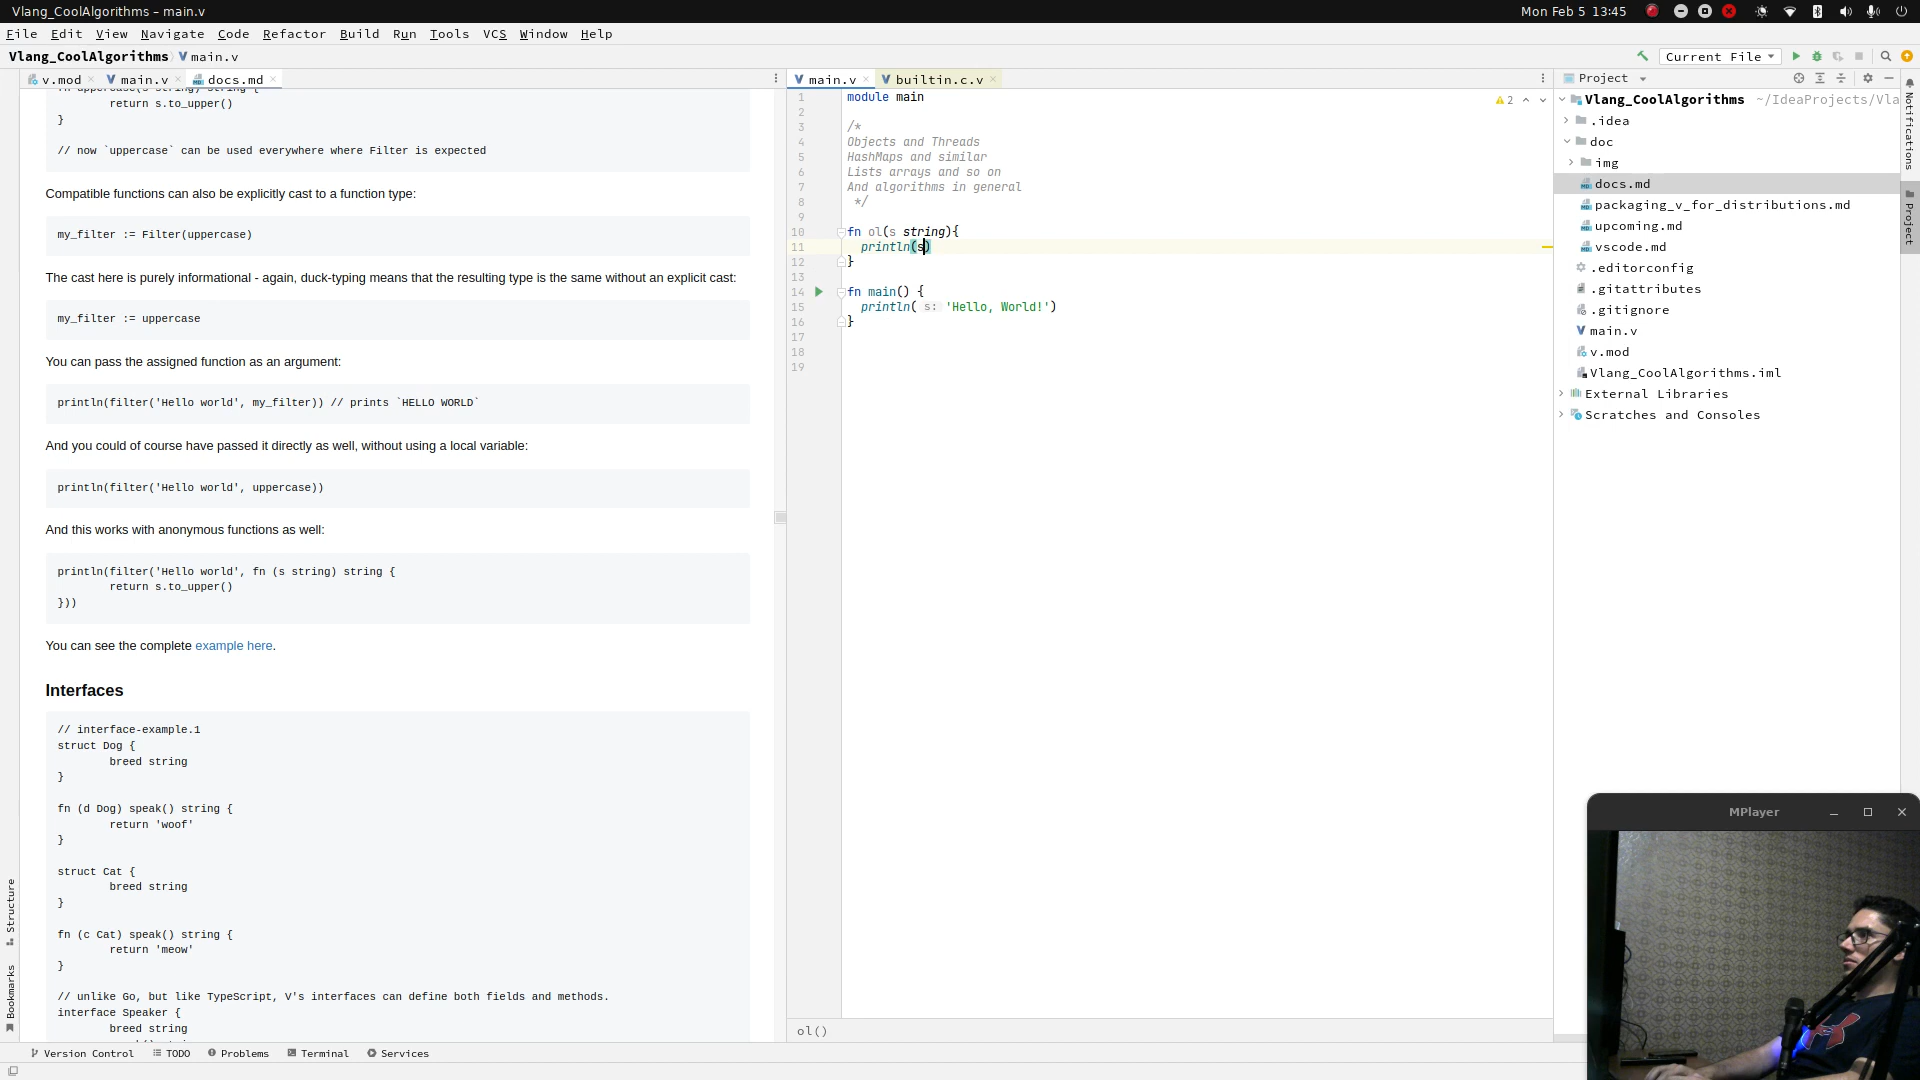 Vlang_CoolAlgorithms – main.v
Mon Feb 5 13:45
File Edit View Navigate Code Refactor Build Run Tools VCS Window Help
Vlang_CoolAlgorithms main.v
Current File
v.mod main.v docs.md
return s.to_upper()
}
// now `uppercase` can be used everywhere where Filter is expected
Compatible functions can also be explicitly cast to a function type:
my_filter := Filter(uppercase)
The cast here is purely informational - again, duck-typing means that the resulting type is the same without an explicit cast:
my_filter := uppercase
You can pass the assigned function as an argument:
println(filter('Hello world', my_filter)) // prints `HELLO WORLD`
And you could of course have passed it directly as well, without using a local variable:
println(filter('Hello world', uppercase))
And this works with anonymous functions as well:
println(filter('Hello world', fn (s string) string {
return s.to_upper()
}))
You can see the complete example here.
Interfaces
// interface-example.1
struct Dog {
breed string
}
fn (d Dog) speak() string {
return 'woof'
}
struct Cat {
breed string
}
fn (c Cat) speak() string {
return 'meow'
}
// unlike Go, but like TypeScript, V's interfaces can define both fields and methods.
interface Speaker {
breed string
main.v builtin.c.v
2
1 module main
2
3 /*
4 Objects and Threads
5 HashMaps and similar
6 Lists arrays and so on
7 And algorithms in general
8 */
9
10 fn ol(s string){
11 println(s)
12 }
13
14 fn main() {
15 println( s: 'Hello, World!')
16 }
17
18
19
ol()
Project
Vlang_CoolAlgorithms ~/IdeaProjects/Vla
.idea
doc
img
docs.md
packaging_v_for_distributions.md
upcoming.md
vscode.md
.editorconfig
.gitattributes
.gitignore
main.v
v.mod
Vlang_CoolAlgorithms.iml
External Libraries
Scratches and Consoles
Notifications
Project
Structure
Bookmarks
MPlayer
Version Control TODO Problems Terminal Services